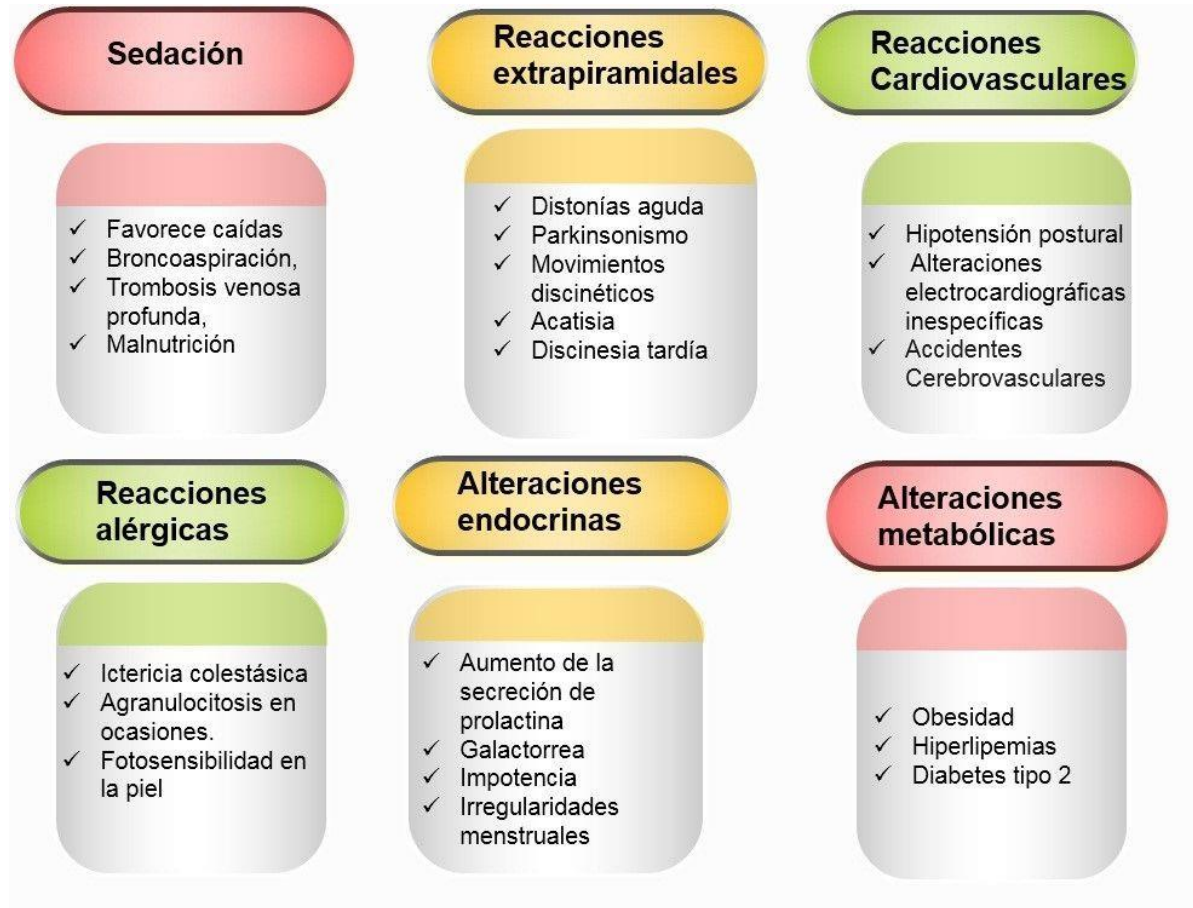 Sedación
✓ Favorece caídas
✓ Broncoaspiración,
✓ Trombosis venosa
profunda,
✓ Malnutrición
Reacciones
extrapiramidales
✓ Distonías aguda
✓ Parkinsonismo
✓ Movimientos
discinéticos
✓ Acatisia
✓ Discinesia tardía
Reacciones
Cardiovasculares
✓ Hipotensión postural
✓ Alteraciones
electrocardiográficas
inespecíficas
✓ Accidentes
Cerebrovasculares
Reacciones
alérgicas
✓ Ictericia colestásica
✓ Agranulocitosis en
ocasiones.
✓ Fotosensibilidad en
la piel
Alteraciones
endocrinas
✓ Aumento de la
secreción de
prolactina
✓ Galactorrea
✓ Impotencia
✓ Irregularidades
menstruales
Alteraciones
metabólicas
✓ Obesidad
✓ Hiperlipemias
✓ Diabetes tipo 2